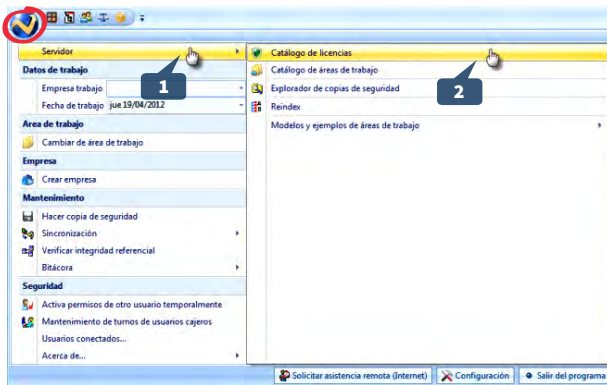 Servidor
1
Datos de trabajo
Empresa trabajo
Fecha de trabajo jue 19/04/2012
Area de trabajo
Cambiar de área de trabajo
Empresa
Crear empresa
Mantenimiento
Hacer copia de seguridad
Sincronización
Verificar integridad referencial
Bitácora
Seguridad
Activa permisos de otro usuario temporalmente
Mantenimiento de turnos de usuarios cajeros
Usuarios conectados...
Acerca de...
Catálogo de licencias
2
Catálogo de áreas de trabajo
Explorador de copias de seguridad
Reindex
Modelos y ejemplos de áreas de trabajo
Solicitar asistencia remota (Internet) Configuración Salir del programa